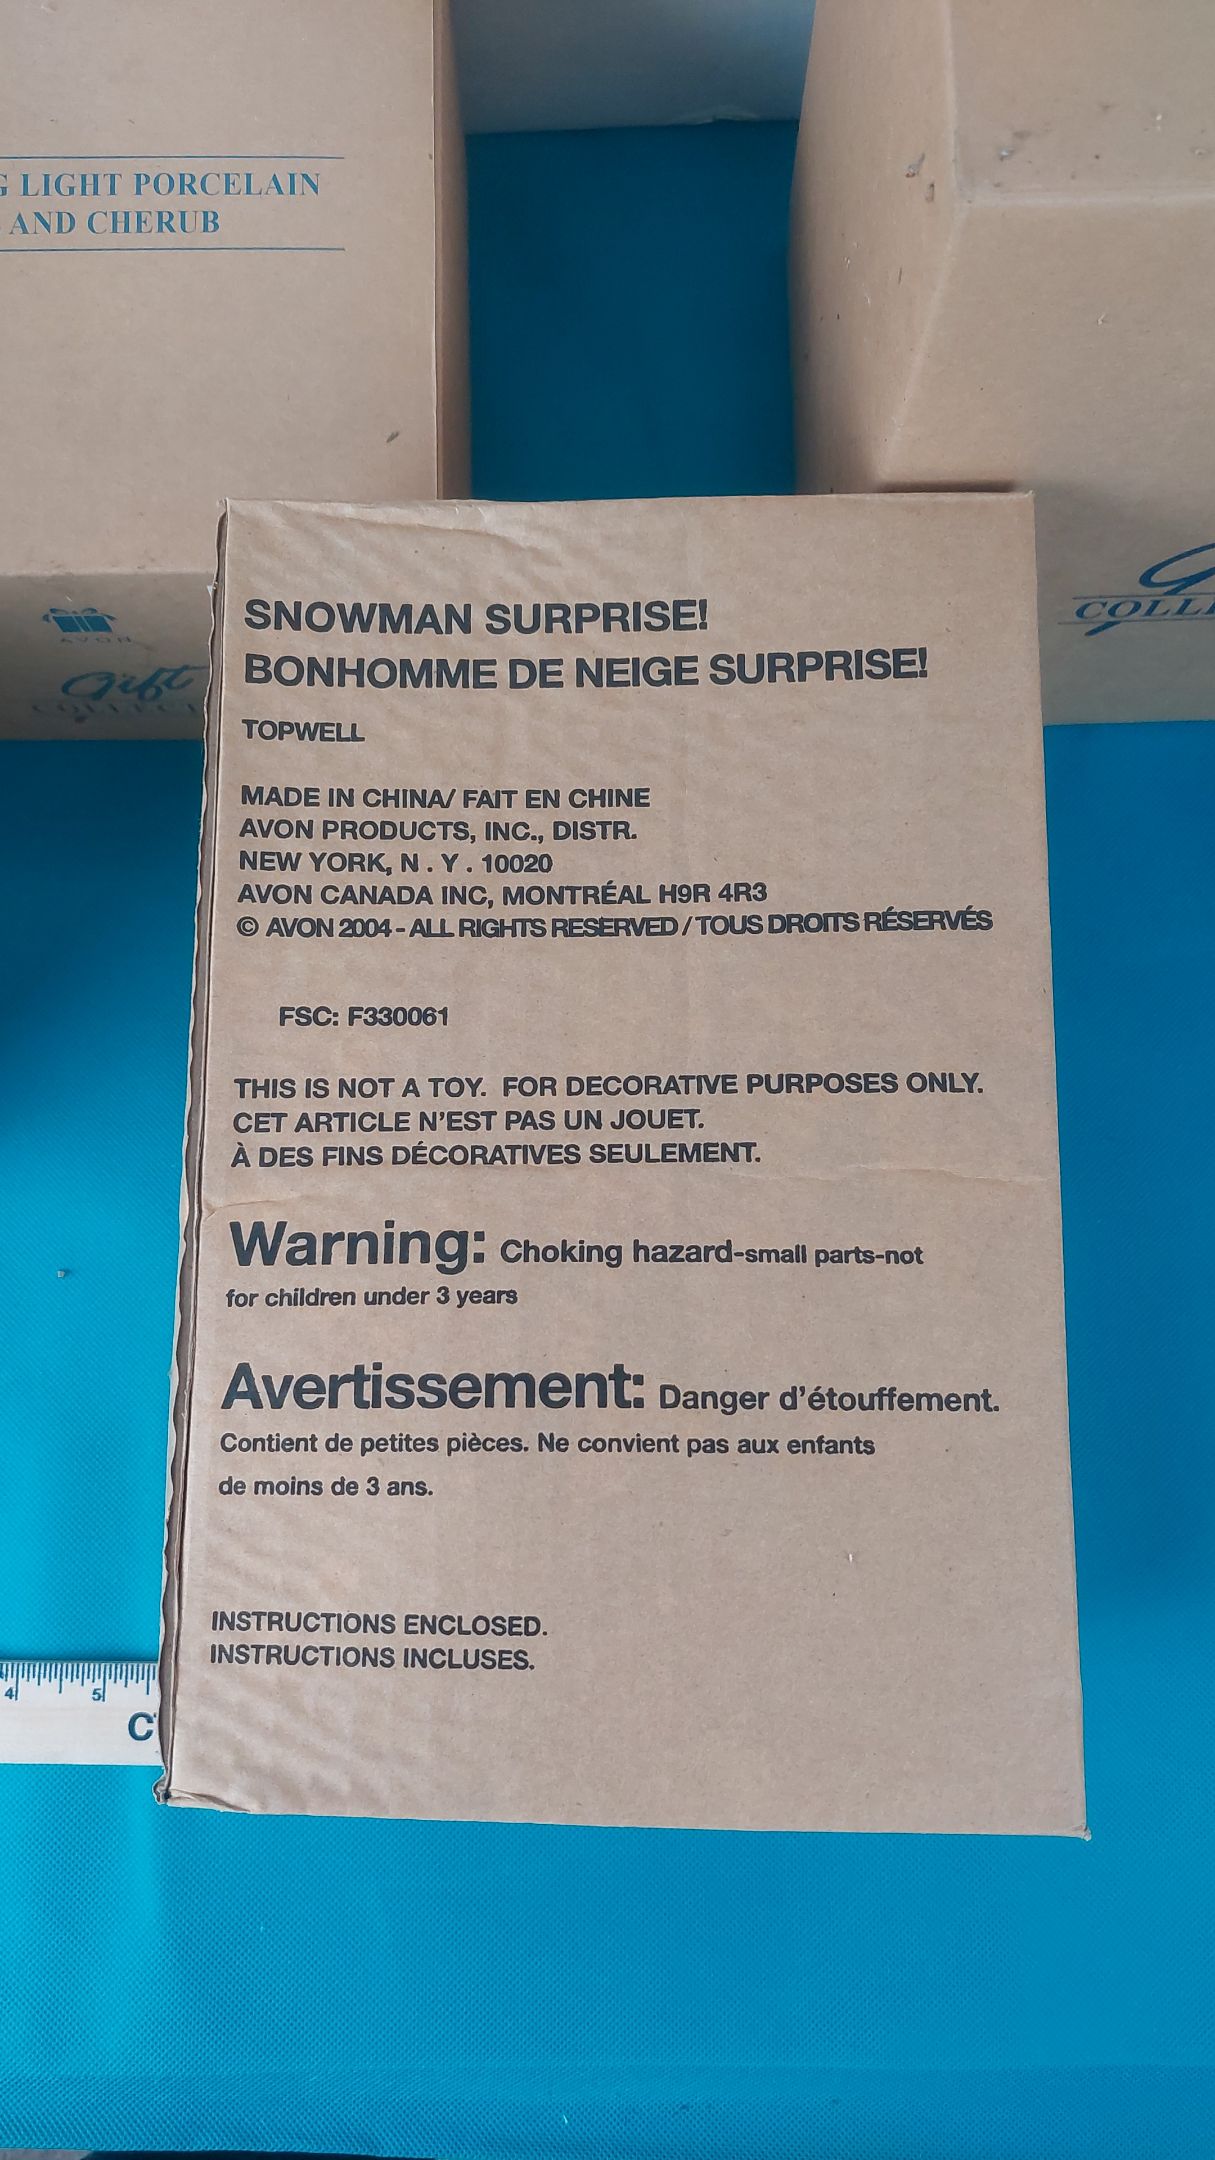 LIGHT PORCELAIN
AND CHERUB
AVON
Gift
COLLECT
COLL
SNOWMAN SURPRISE!
BONHOMME DE NEIGE SURPRISE!
TOPWELL
MADE IN CHINA/ FAIT EN CHINE
AVON PRODUCTS, INC., DISTR.
NEW YORK, N . Y . 10020
AVON CANADA INC, MONTRÉAL H9R 4R3
© AVON 2004 - ALL RIGHTS RESERVED / TOUS DROITS RÉSERVÉS
FSC: F330061
THIS IS NOT A TOY. FOR DECORATIVE PURPOSES ONLY.
CET ARTICLE N'EST PAS UN JOUET.
À DES FINS DÉCORATIVES SEULEMENT.
Warning: Choking hazard-small parts-not
for children under 3 years
Avertissement: Danger d'étouffement.
Contient de petites pièces. Ne convient pas aux enfants
de moins de 3 ans.
INSTRUCTIONS ENCLOSED.
INSTRUCTIONS INCLUSES.
4 5
C